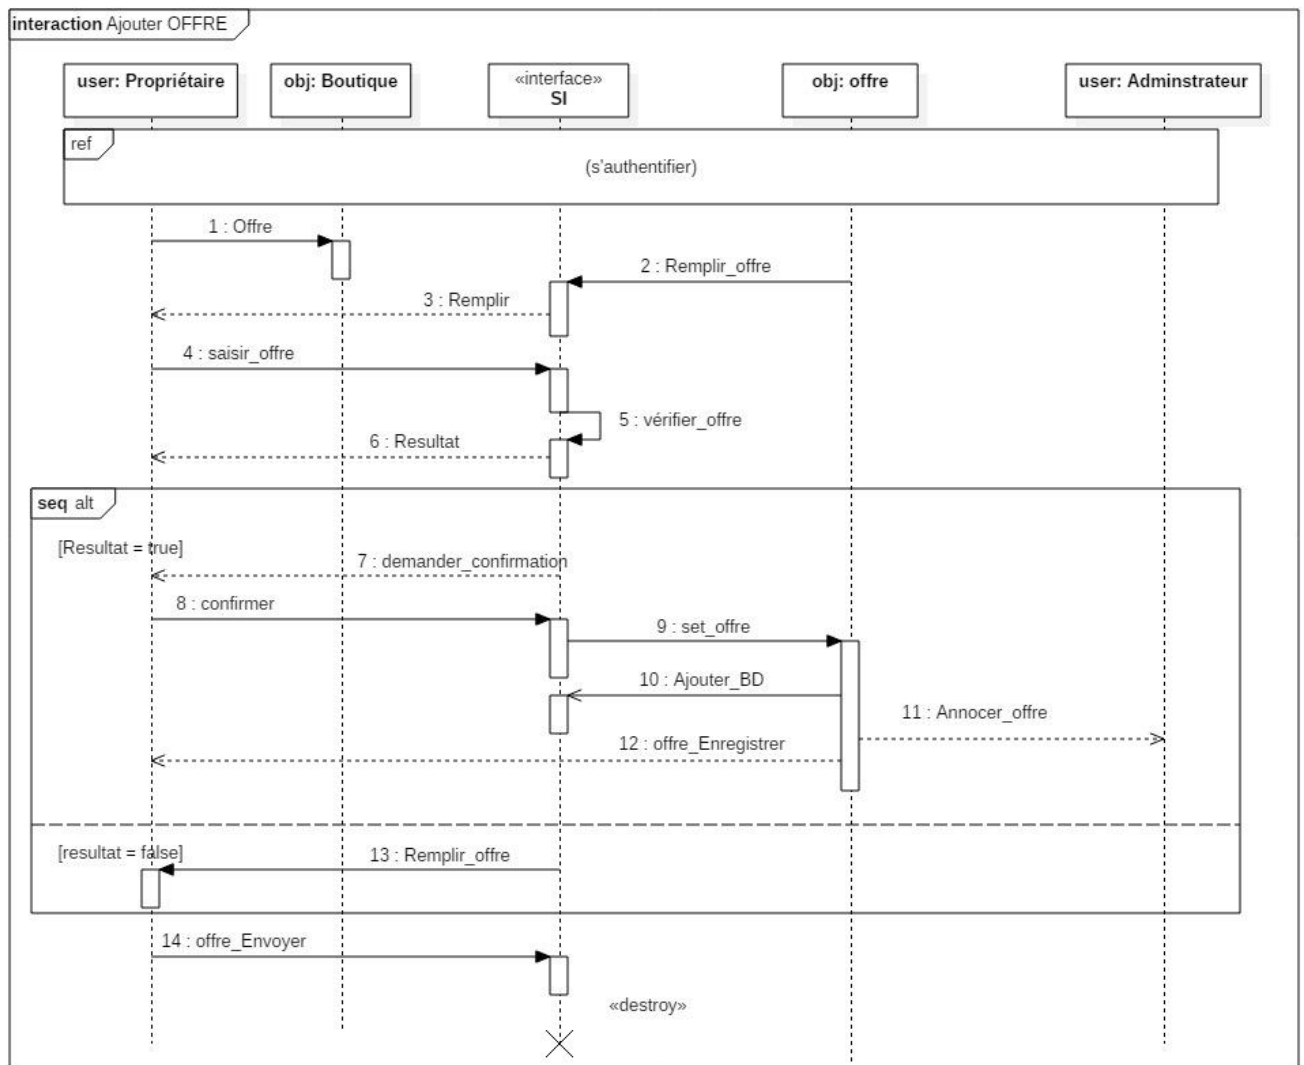 interaction Ajouter OFFRE
user: Propriétaire
obj: Boutique
«interface»
SI
obj: offre
user: Adminstrateur
ref
(s'authentifier)
1 : Offre
2 : Remplir_offre
3 : Remplir
4 : saisir_offre
5 : vérifier_offre
6 : Resultat
seq alt
[Resultat = true]
7 : demander_confirmation
8 : confirmer
9 : set_offre
10 : Ajouter_BD
11 : Annocer_offre
12 : offre_Enregistrer
[resultat = false]
13 : Remplir_offre
14 : offre_Envoyer
«destroy»